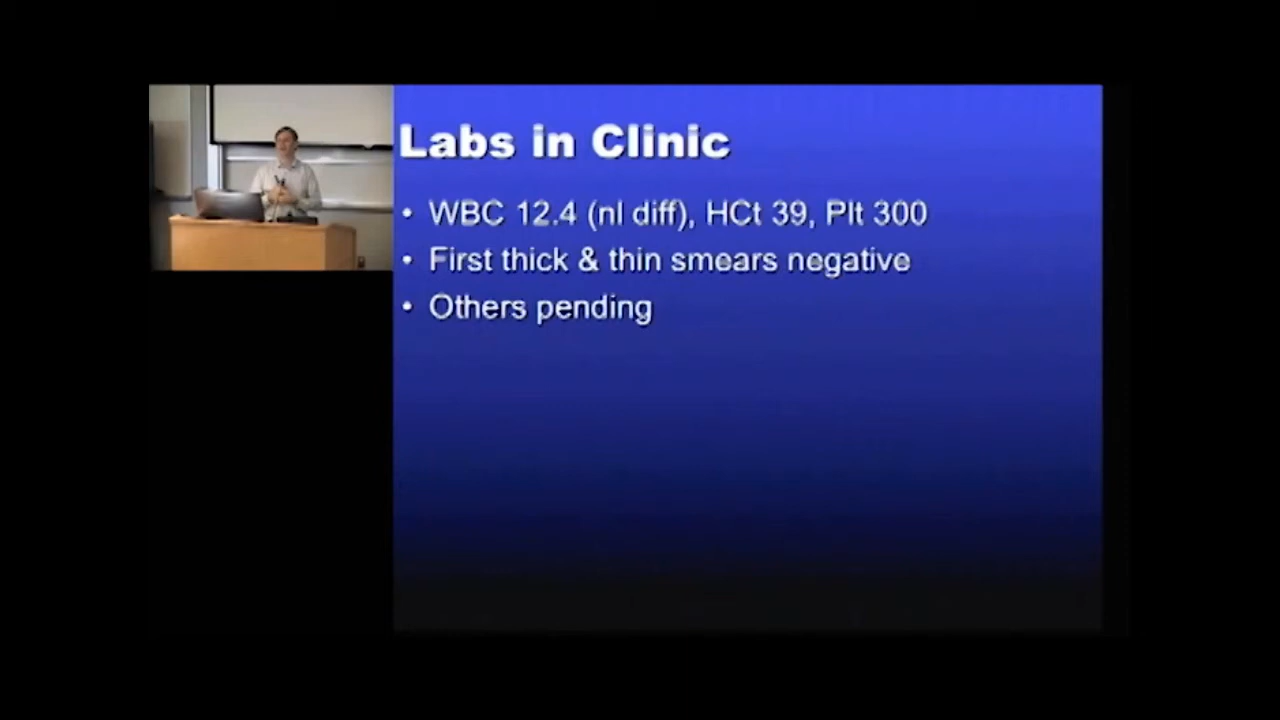 Labs in Clinic
• WBC 12.4 (nl diff), HCt 39, Plt 300
• First thick & thin smears negative
• Others pending